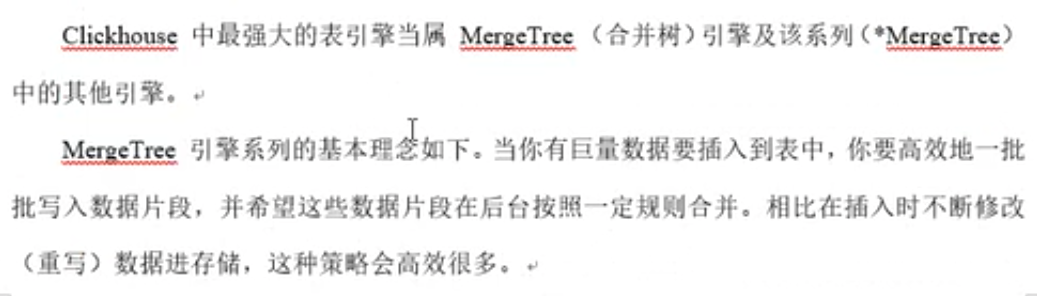 Clickhouse 中最强大的表引擎当属 MergeTree （合并树）引擎及该系列（*MergeTree）
中的其他引擎。
MergeTree 引擎系列的基本理念如下。当你有巨量数据要插入到表中，你要高效地一批
批写入数据片段，并希望这些数据片段在后台按照一定规则合并。相比在插入时不断修改
（重写）数据进存储，这种策略会高效很多。